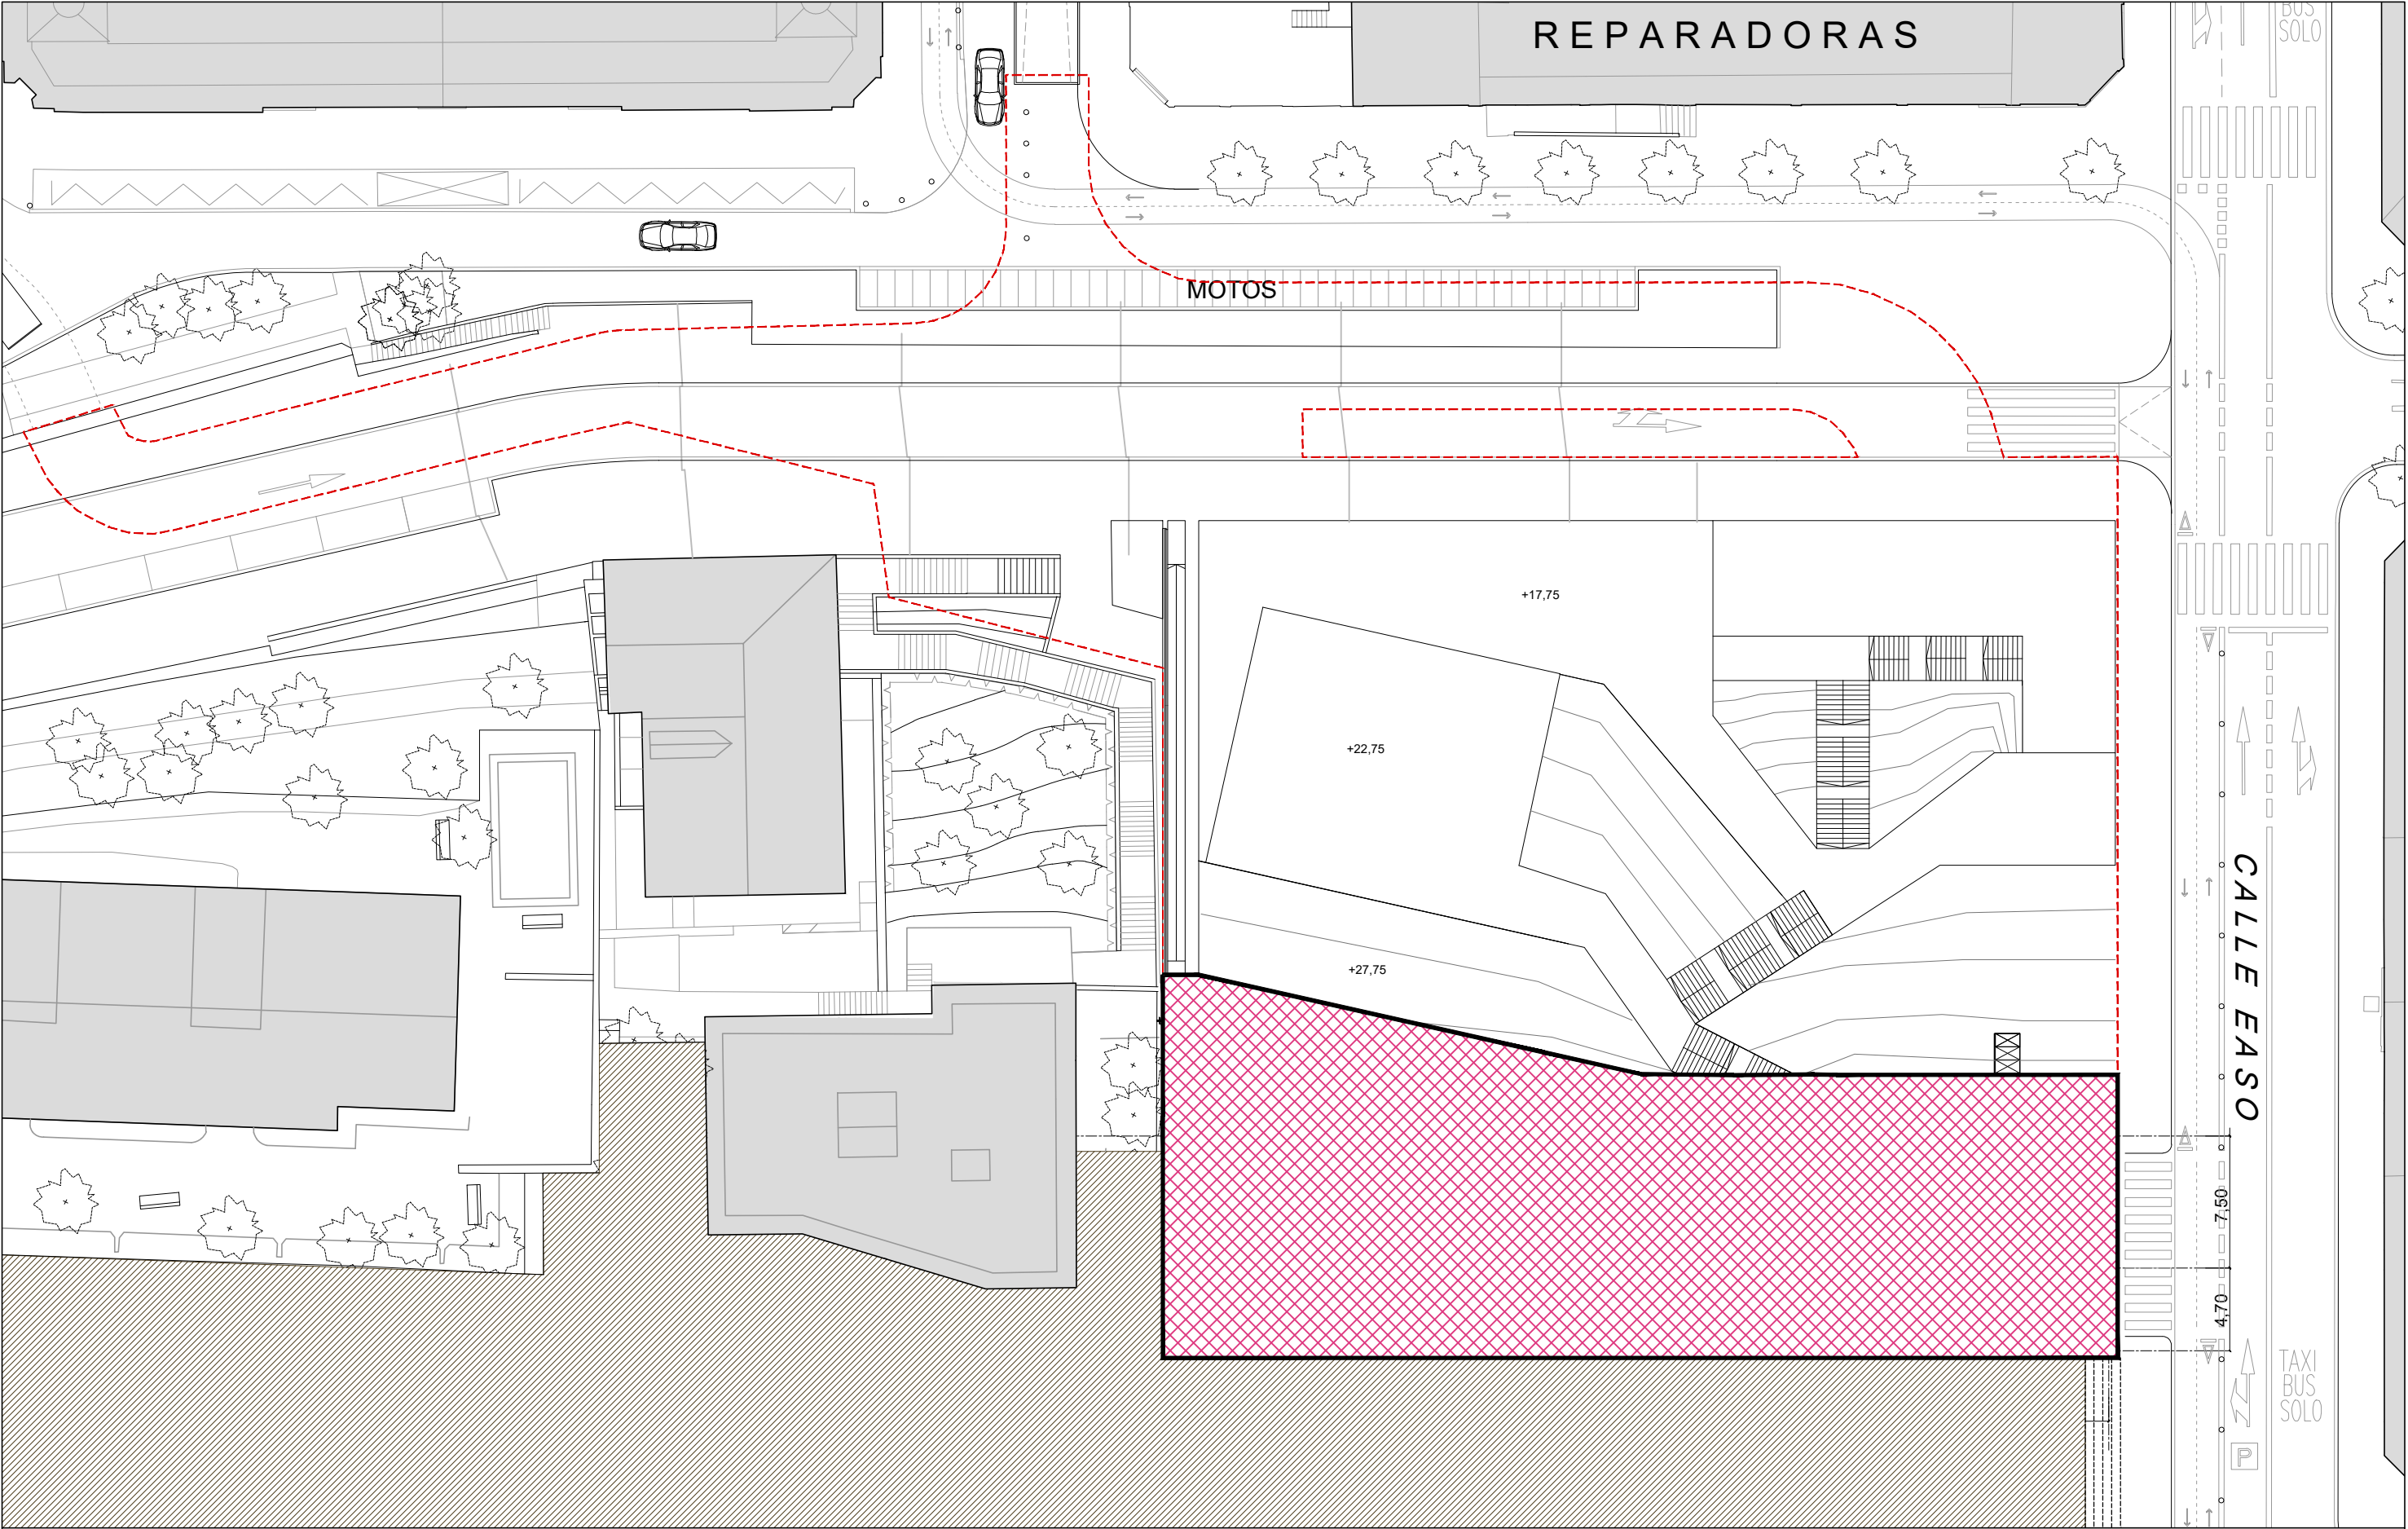 BUS
SOLO
REPARADORAS
MOTOS
+17,75
+22,75
+27,75
CALLE EASO
7,50
4,70
TAXI
BUS
SOLO
P